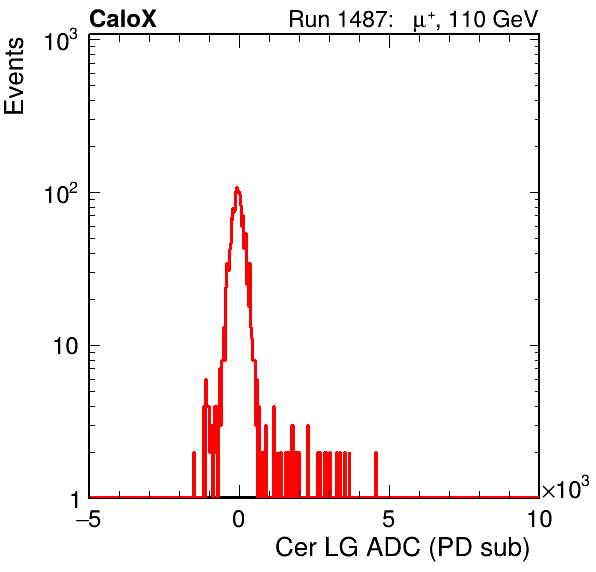 CaloX Run 1487: μ⁺, 110 GeV
Events
10³
10²
10
1
−5 0 5 10
×10³
Cer LG ADC (PD sub)